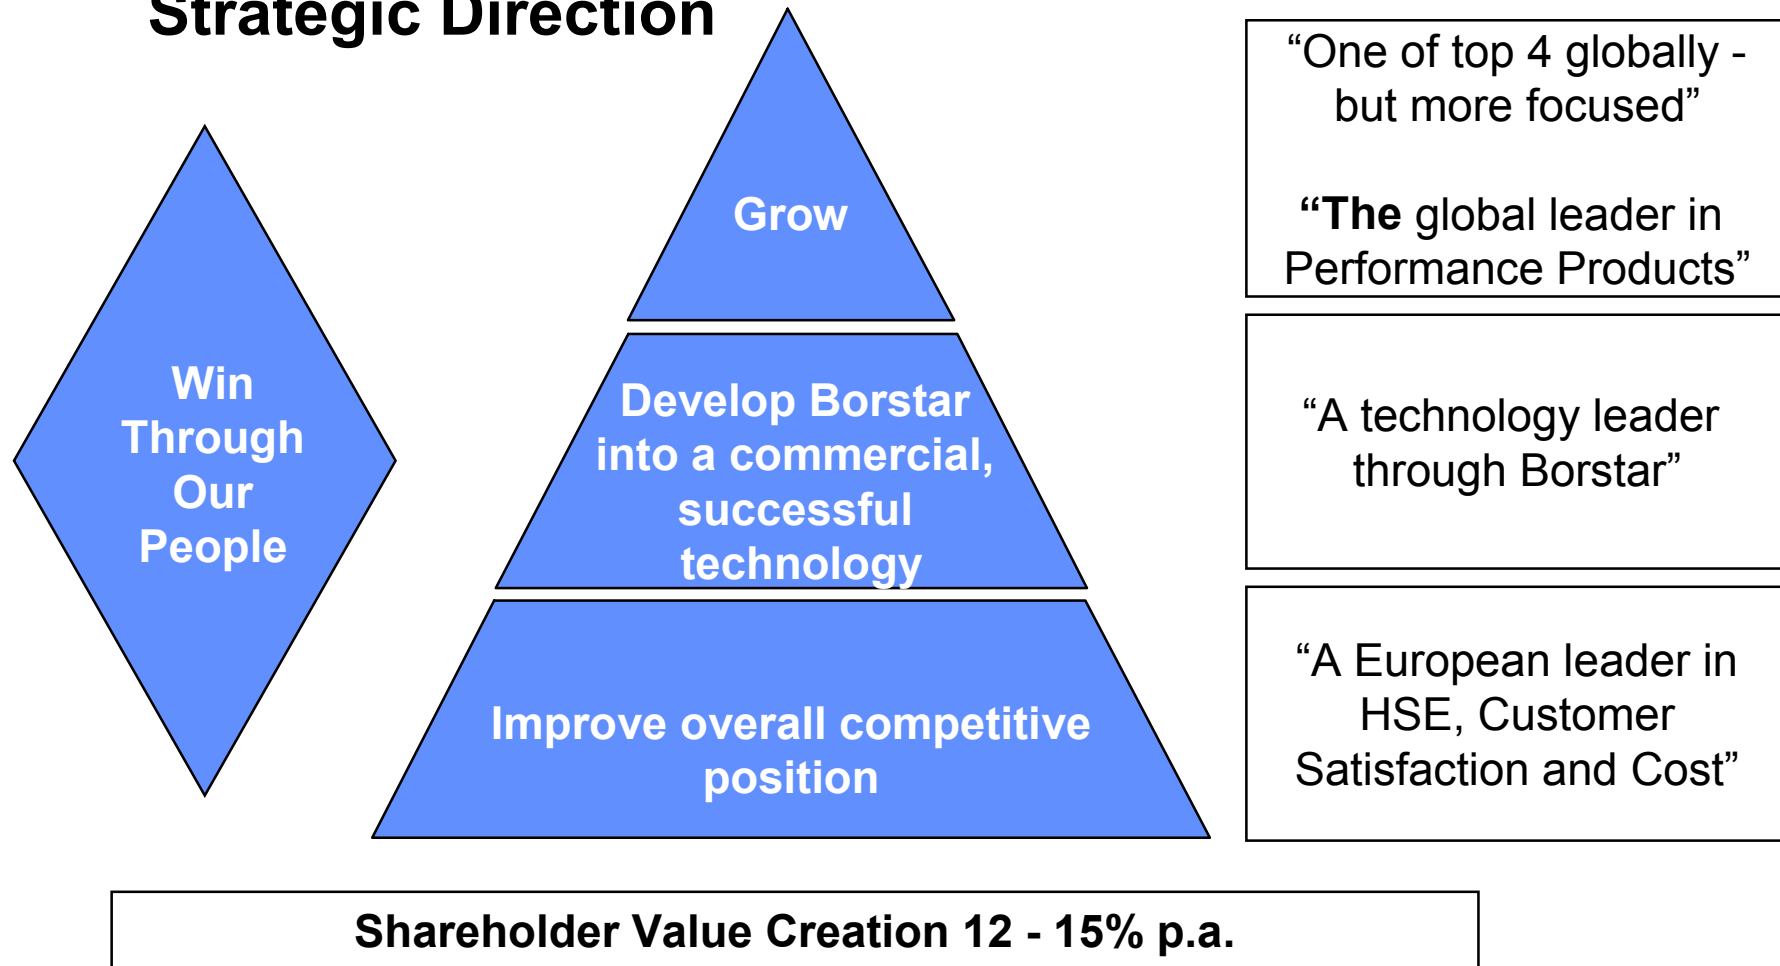 Strategic Direction
Win
Through
Our
People
Grow
Develop Borstar
into a commercial,
successful
technology
Improve overall competitive
position
“One of top 4 globally -
but more focused”
“The global leader in
Performance Products”
“A technology leader
through Borstar”
“A European leader in
HSE, Customer
Satisfaction and Cost”
Shareholder Value Creation 12 - 15% p.a.